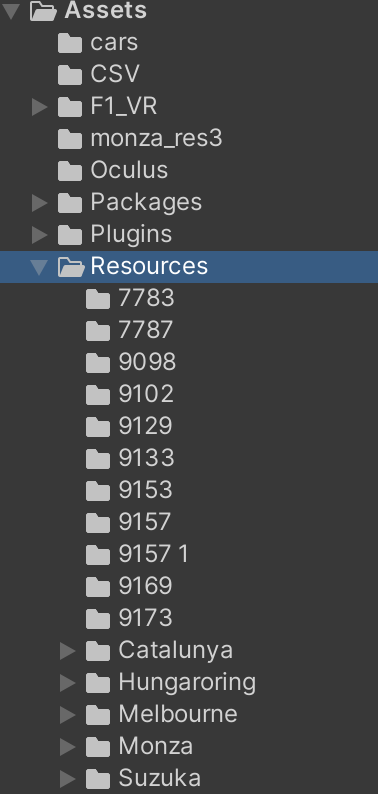 Assets
cars
CSV
F1_VR
monza_res3
Oculus
Packages
Plugins
Resources
7783
7787
9098
9102
9129
9133
9153
9157
9157 1
9169
9173
Catalunya
Hungaroring
Melbourne
Monza
Suzuka